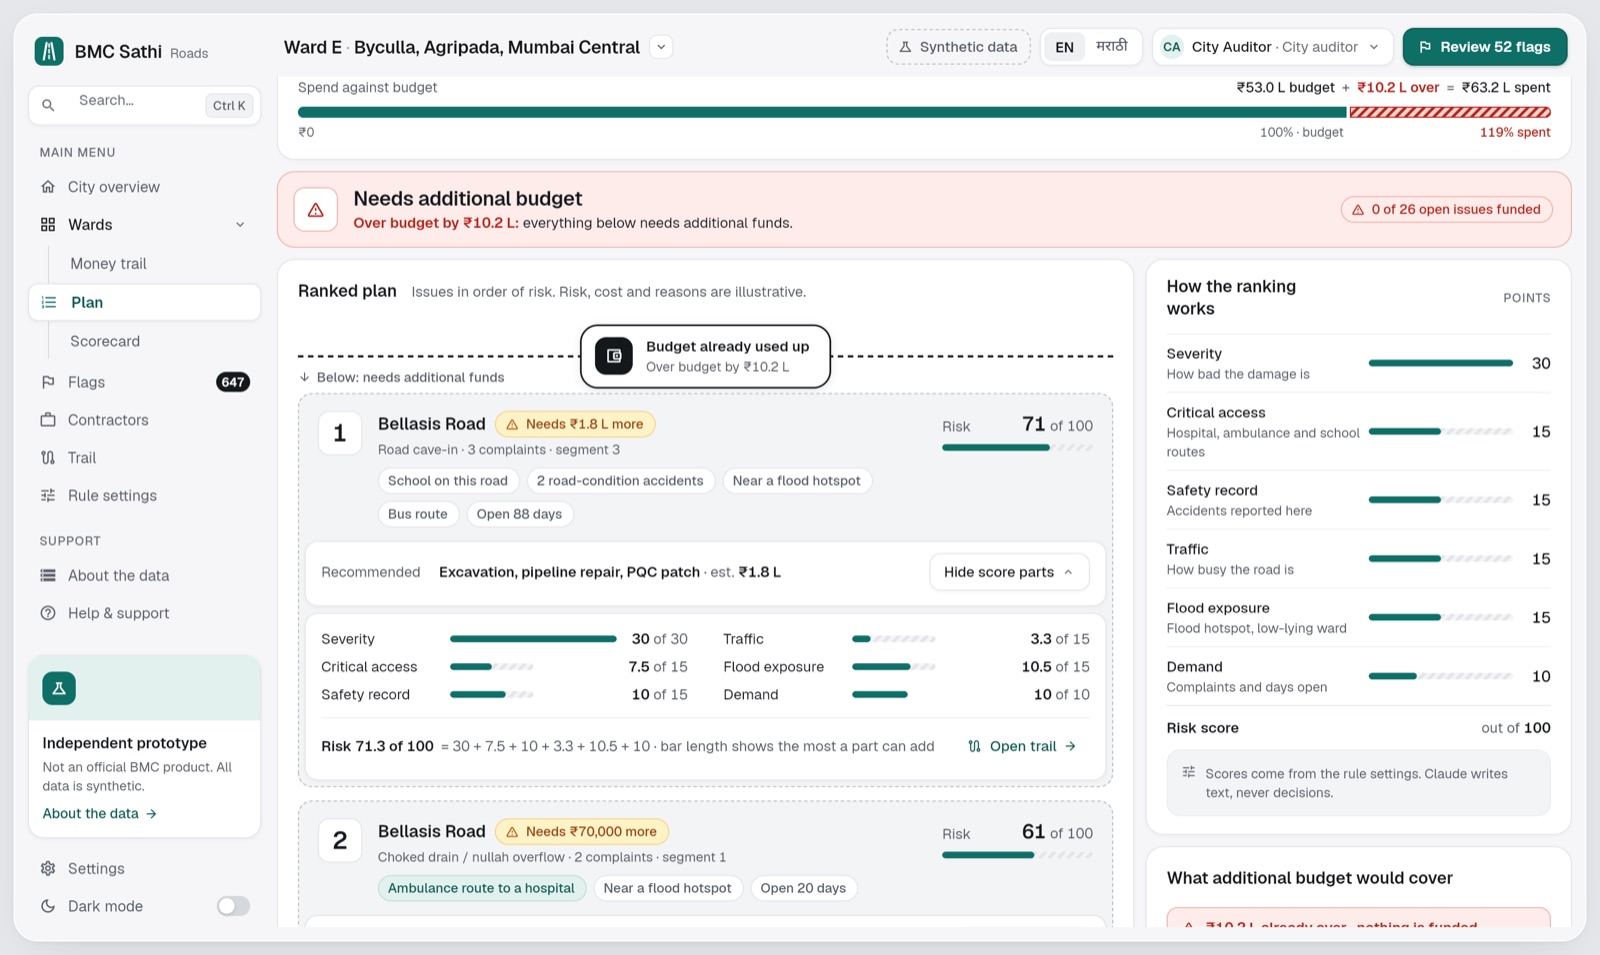 BMC Sathi Roads
Search...
Ctrl K
MAIN MENU
City overview
Wards
Money trail
Plan
Scorecard
Flags
647
Contractors
Trail
Rule settings
SUPPORT
About the data
Help & support
Independent prototype
Not an official BMC product. All
data is synthetic.
About the data →
Settings
Dark mode
Ward E · Byculla, Agripada, Mumbai Central
Synthetic data
EN
मराठी
CA
City Auditor · City auditor
Review 52 flags
Spend against budget
₹53.0 L budget + ₹10.2 L over = ₹63.2 L spent
₹0
100% · budget
119% spent
Needs additional budget
Over budget by ₹10.2 L: everything below needs additional funds.
0 of 26 open issues funded
Ranked plan
Issues in order of risk. Risk, cost and reasons are illustrative.
Budget already used up
Over budget by ₹10.2 L
↓ Below: needs additional funds
1
Bellasis Road
Needs ₹1.8 L more
Road cave-in · 3 complaints · segment 3
Risk
71 of 100
School on this road
2 road-condition accidents
Near a flood hotspot
Bus route
Open 88 days
Recommended
Excavation, pipeline repair, PQC patch · est. ₹1.8 L
Hide score parts
Severity
30 of 30
Traffic
3.3 of 15
Critical access
7.5 of 15
Flood exposure
10.5 of 15
Safety record
10 of 15
Demand
10 of 10
Risk 71.3 of 100 = 30 + 7.5 + 10 + 3.3 + 10.5 + 10 · bar length shows the most a part can add
Open trail →
2
Bellasis Road
Needs ₹70,000 more
Choked drain / nullah overflow · 2 complaints · segment 1
Risk
61 of 100
Ambulance route to a hospital
Near a flood hotspot
Open 20 days
How the ranking
works
POINTS
Severity
How bad the damage is
30
Critical access
Hospital, ambulance and school
routes
15
Safety record
Accidents reported here
15
Traffic
How busy the road is
15
Flood exposure
Flood hotspot, low-lying ward
15
Demand
Complaints and days open
10
Risk score
out of 100
Scores come from the rule settings. Claude writes
text, never decisions.
What additional budget would cover
₹10.2 L already over · nothing is funded